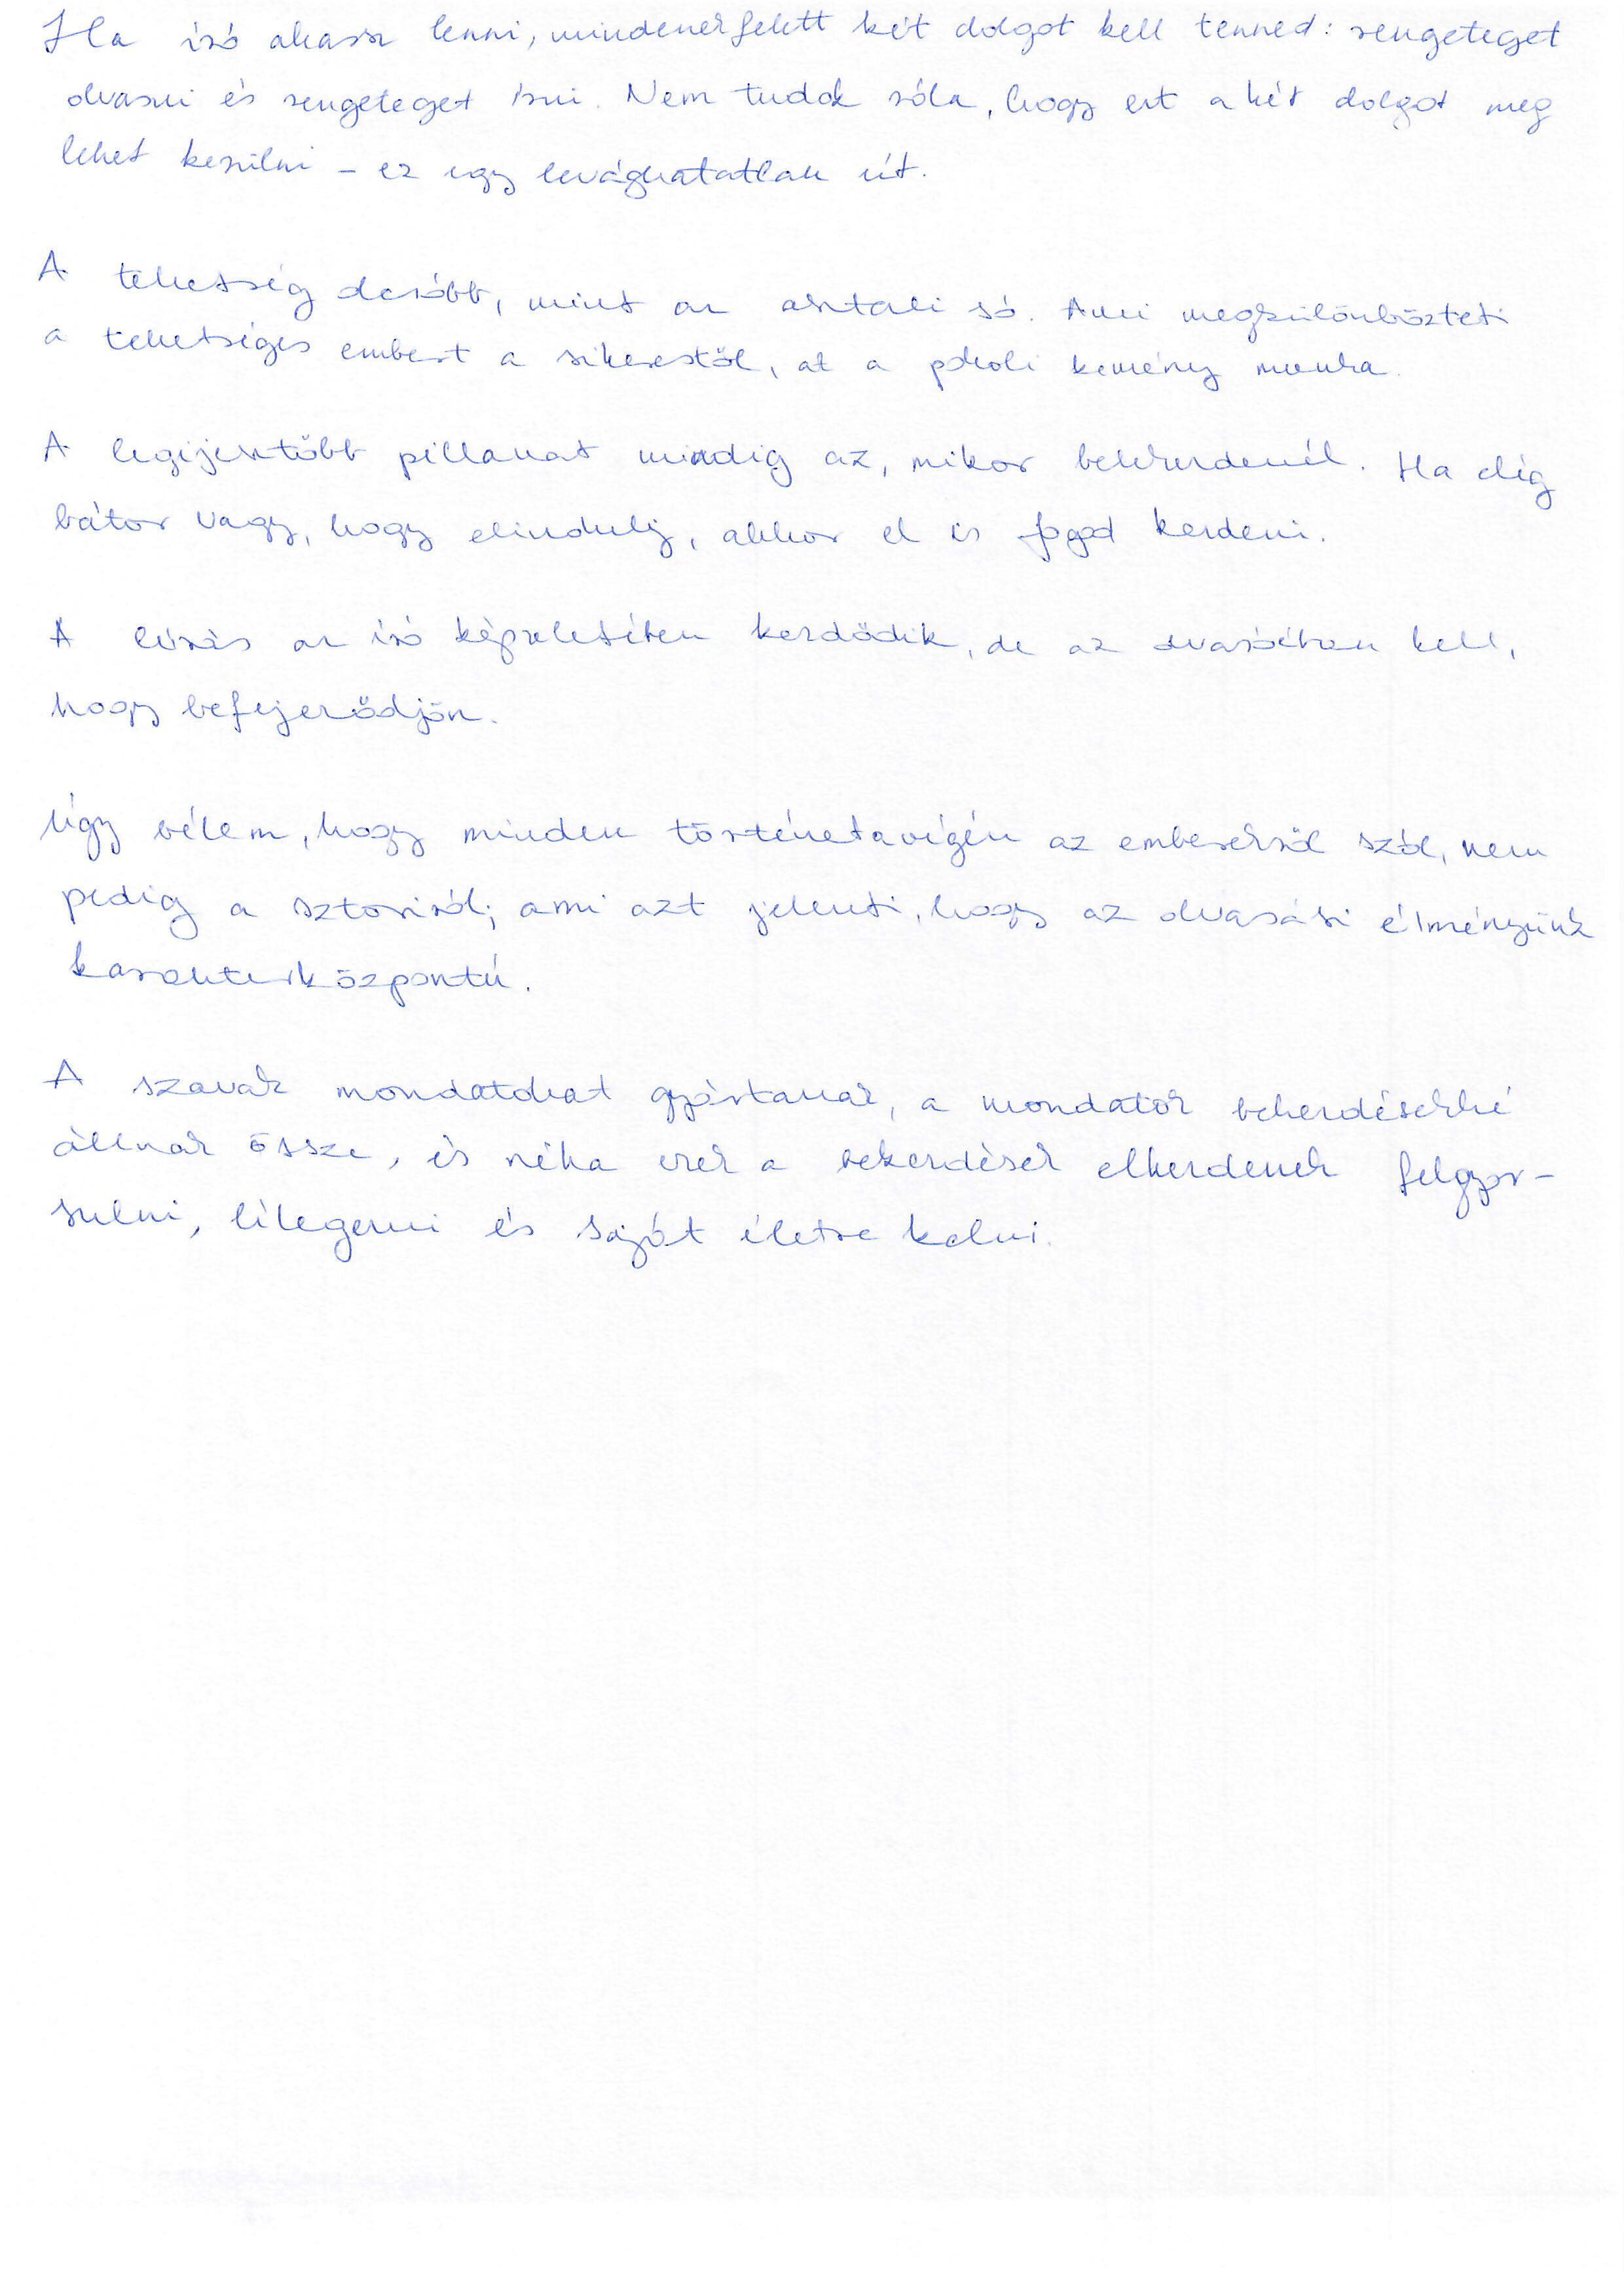 Ha író akarsz lenni, mindenekfelett két dolgot kell tenned: rengeteget
olvasni és rengeteget írni. Nem tudok róla, hogy ezt a két dolgot meg
lehet kerülni – ez egy levághatatlan út.
A tehetség olcsóbb, mint az asztali só. Ami megkülönbözteti
a tehetséges embert a sikerestől, az a pokoli kemény munka.
A legijesztőbb pillanat mindig az, mikor belekezdenél. Ha elég
bátor vagy, hogy elindulj, akkor el is fogod kezdeni.
A leírás az író képzeletében kezdődik, de az olvasóéban kell,
hogy befejeződjön.
Úgy vélem, hogy minden történet a végén az emberekről szól, nem
pedig a sztoriról; ami azt jelenti, hogy az olvasási élményünk
karakterközpontú.
A szavak mondatokat gyártanak, a mondatok bekezdésekké
állnak össze, és néha ezek a bekezdések elkezdenek felgyor-
sulni, lélegezni és saját életre kelni.